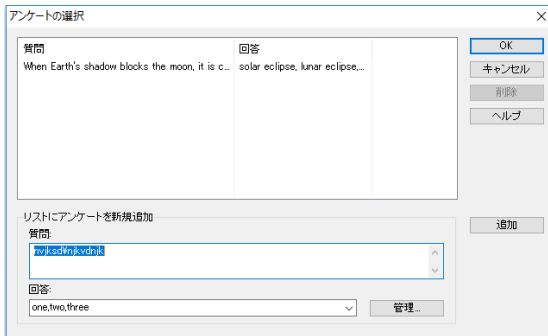 アンケートの選択
質問 回答
When Earth's shadow blocks the moon, it is c... solar eclipse, lunar eclipse,...
OK
キャンセル
削除
ヘルプ
リストにアンケートを新規追加
質問:
nvjksd¥njkvdnjk
追加
回答:
one,two,three
管理...